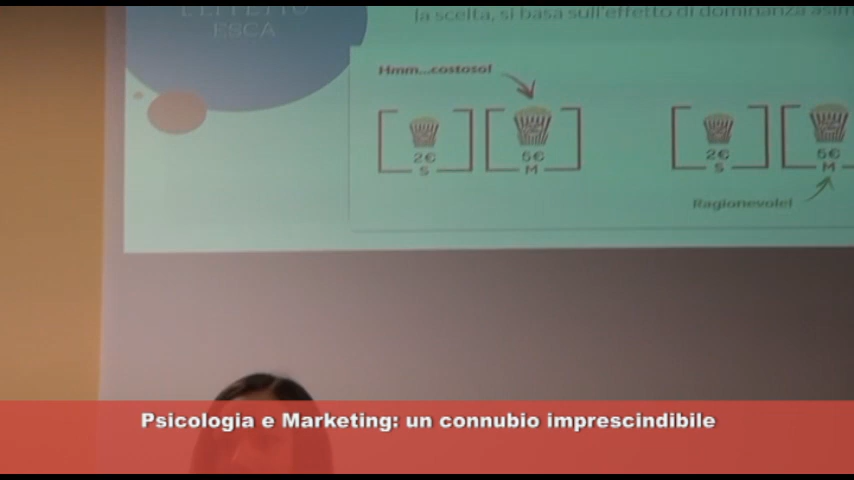 L'EFFETTO
ESCA
la scelta, si basa sull'effetto di dominanza asim
Hmm...costoso!
2€
S
5€
M
2€
S
5€
M
Ragionevole!
Psicologia e Marketing: un connubio imprescindibile